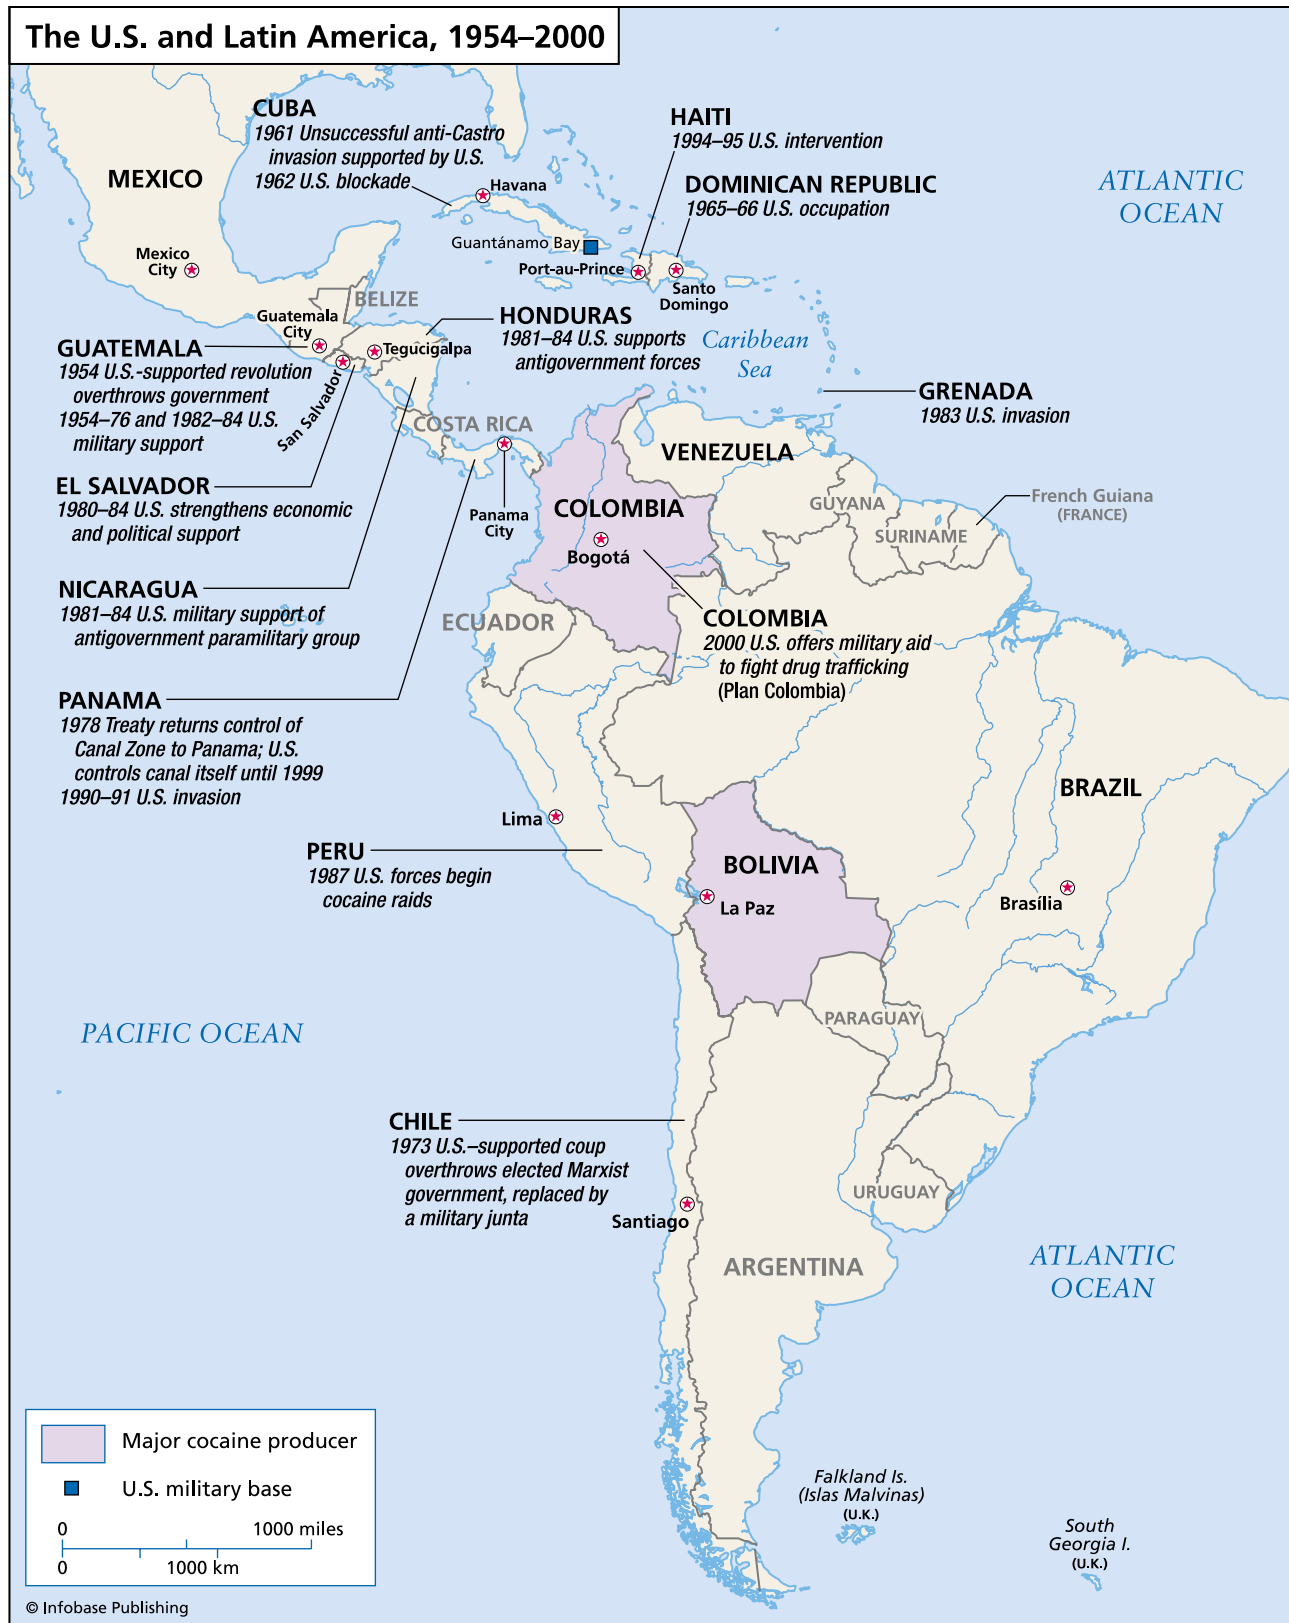 The U.S. and Latin America, 1954–2000
CUBA
1961 Unsuccessful anti-Castro
invasion supported by U.S.
1962 U.S. blockade
HAITI
1994–95 U.S. intervention
DOMINICAN REPUBLIC
1965–66 U.S. occupation
ATLANTIC
OCEAN
MEXICO
Mexico
City
Havana
Guantánamo Bay
Port-au-Prince
Santo
Domingo
BELIZE
Guatemala
City
HONDURAS
1981–84 U.S. supports
antigovernment forces
Caribbean
Sea
Tegucigalpa
GUATEMALA
1954 U.S.-supported revolution
overthrows government
1954–76 and 1982–84 U.S.
military support
San Salvador
GRENADA
1983 U.S. invasion
COSTA RICA
VENEZUELA
EL SALVADOR
1980–84 U.S. strengthens economic
and political support
Panama
City
COLOMBIA
Bogotá
GUYANA
SURINAME
French Guiana
(FRANCE)
NICARAGUA
1981–84 U.S. military support of
antigovernment paramilitary group
ECUADOR
COLOMBIA
2000 U.S. offers military aid
to fight drug trafficking
(Plan Colombia)
PANAMA
1978 Treaty returns control of
Canal Zone to Panama; U.S.
controls canal itself until 1999
1990–91 U.S. invasion
BRAZIL
Lima
PERU
1987 U.S. forces begin
cocaine raids
BOLIVIA
La Paz
Brasília
PACIFIC OCEAN
PARAGUAY
CHILE
1973 U.S.–supported coup
overthrows elected Marxist
government, replaced by
a military junta
Santiago
URUGUAY
ARGENTINA
ATLANTIC
OCEAN
Major cocaine producer
U.S. military base
0 1000 miles
0 1000 km
Falkland Is.
(Islas Malvinas)
(U.K.)
South
Georgia I.
(U.K.)
© Infobase Publishing